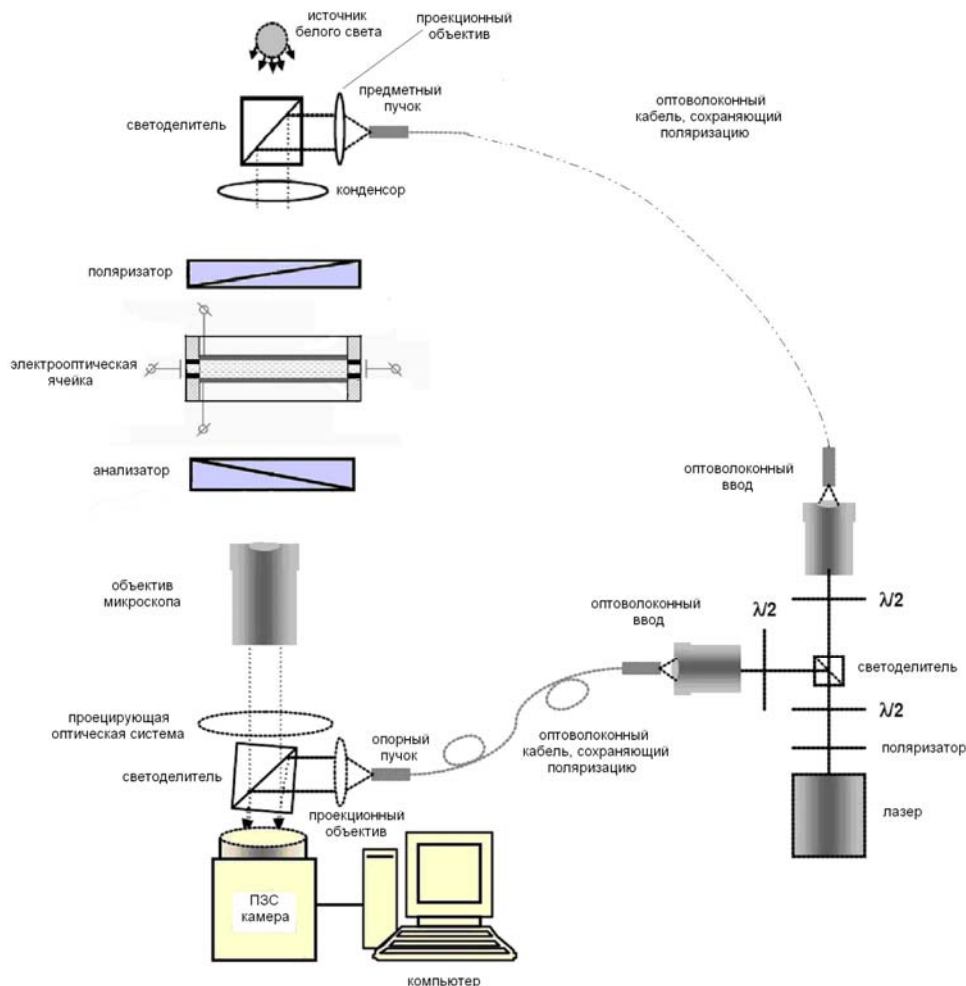 источник
белого света
проекционный
объектив
предметный
пучок
светоделитель
оптоволоконный
кабель, сохраняющий
поляризацию
конденсор
поляризатор
электрооптическая
ячейка
анализатор
оптоволоконный
ввод
объектив
микроскопа
λ/2
оптоволоконный
ввод
λ/2
светоделитель
проецирующая
оптическая система
λ/2
опорный
пучок
оптоволоконный
кабель, сохраняющий
поляризацию
поляризатор
светоделитель
лазер
проекционный
объектив
ПЗС
камера
компьютер